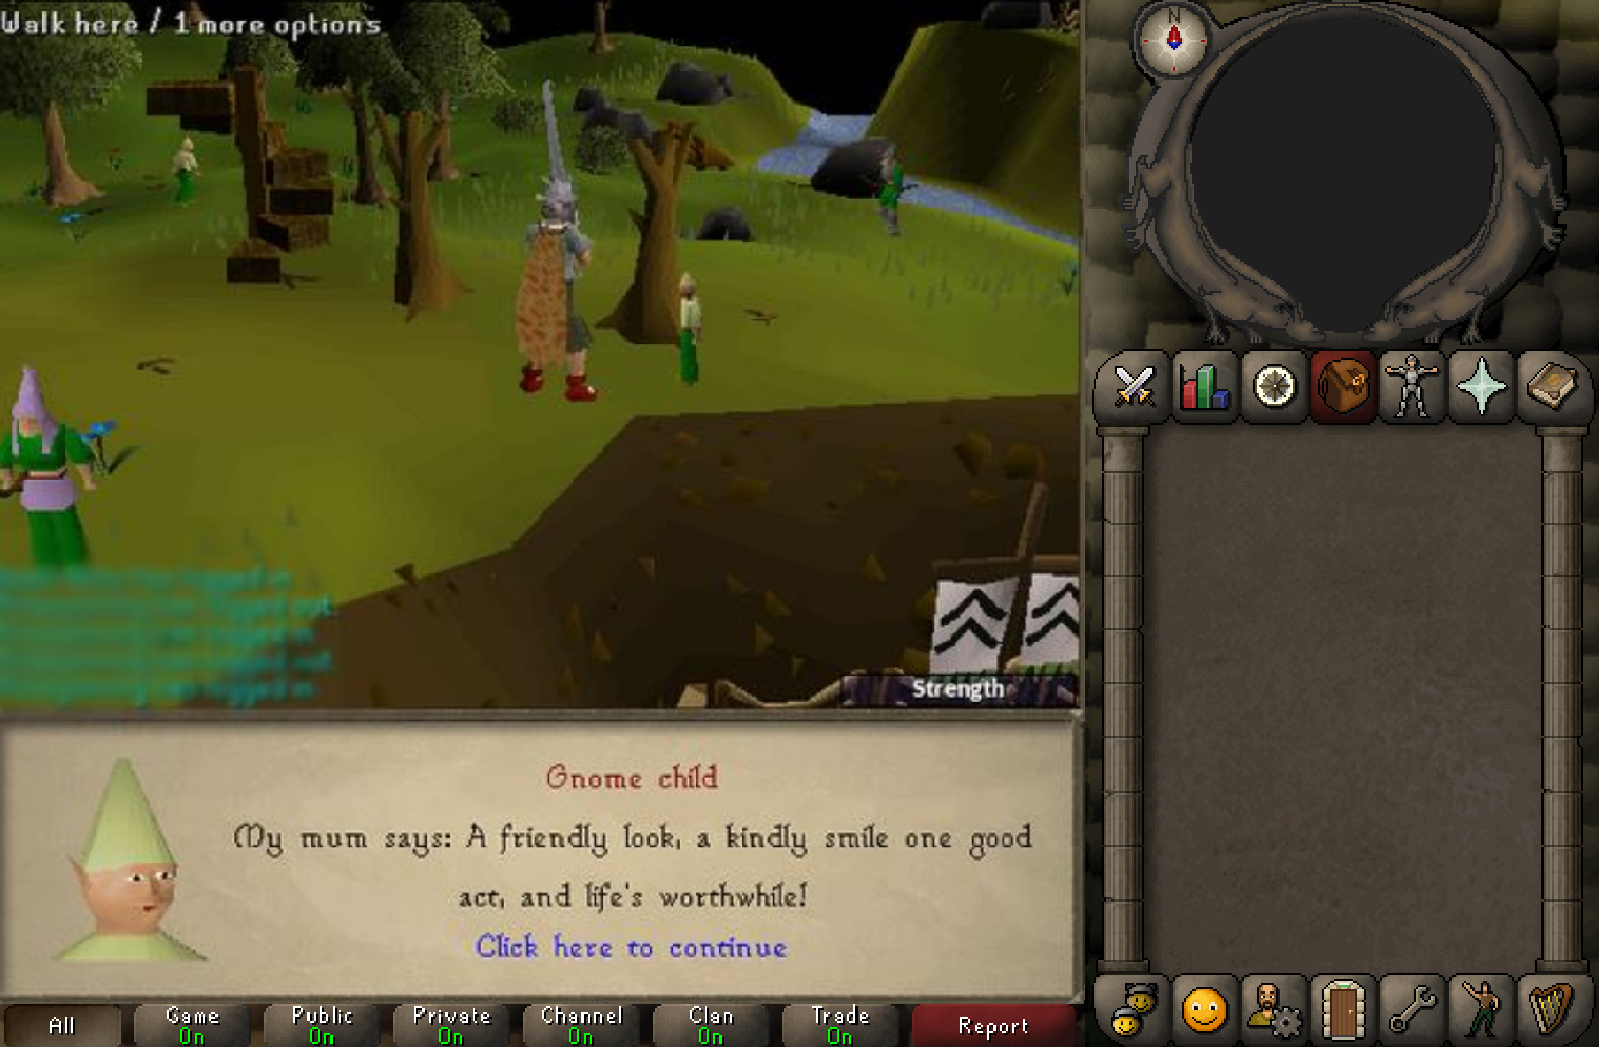 Walk here / 1 more options
N
Strength
Gnome child
My mum says: A friendly look, a kindly smile one good
act, and life's worthwhile!
Click here to continue
All
Game
On
Public
On
Private
On
Channel
On
Clan
On
Trade
On
Report